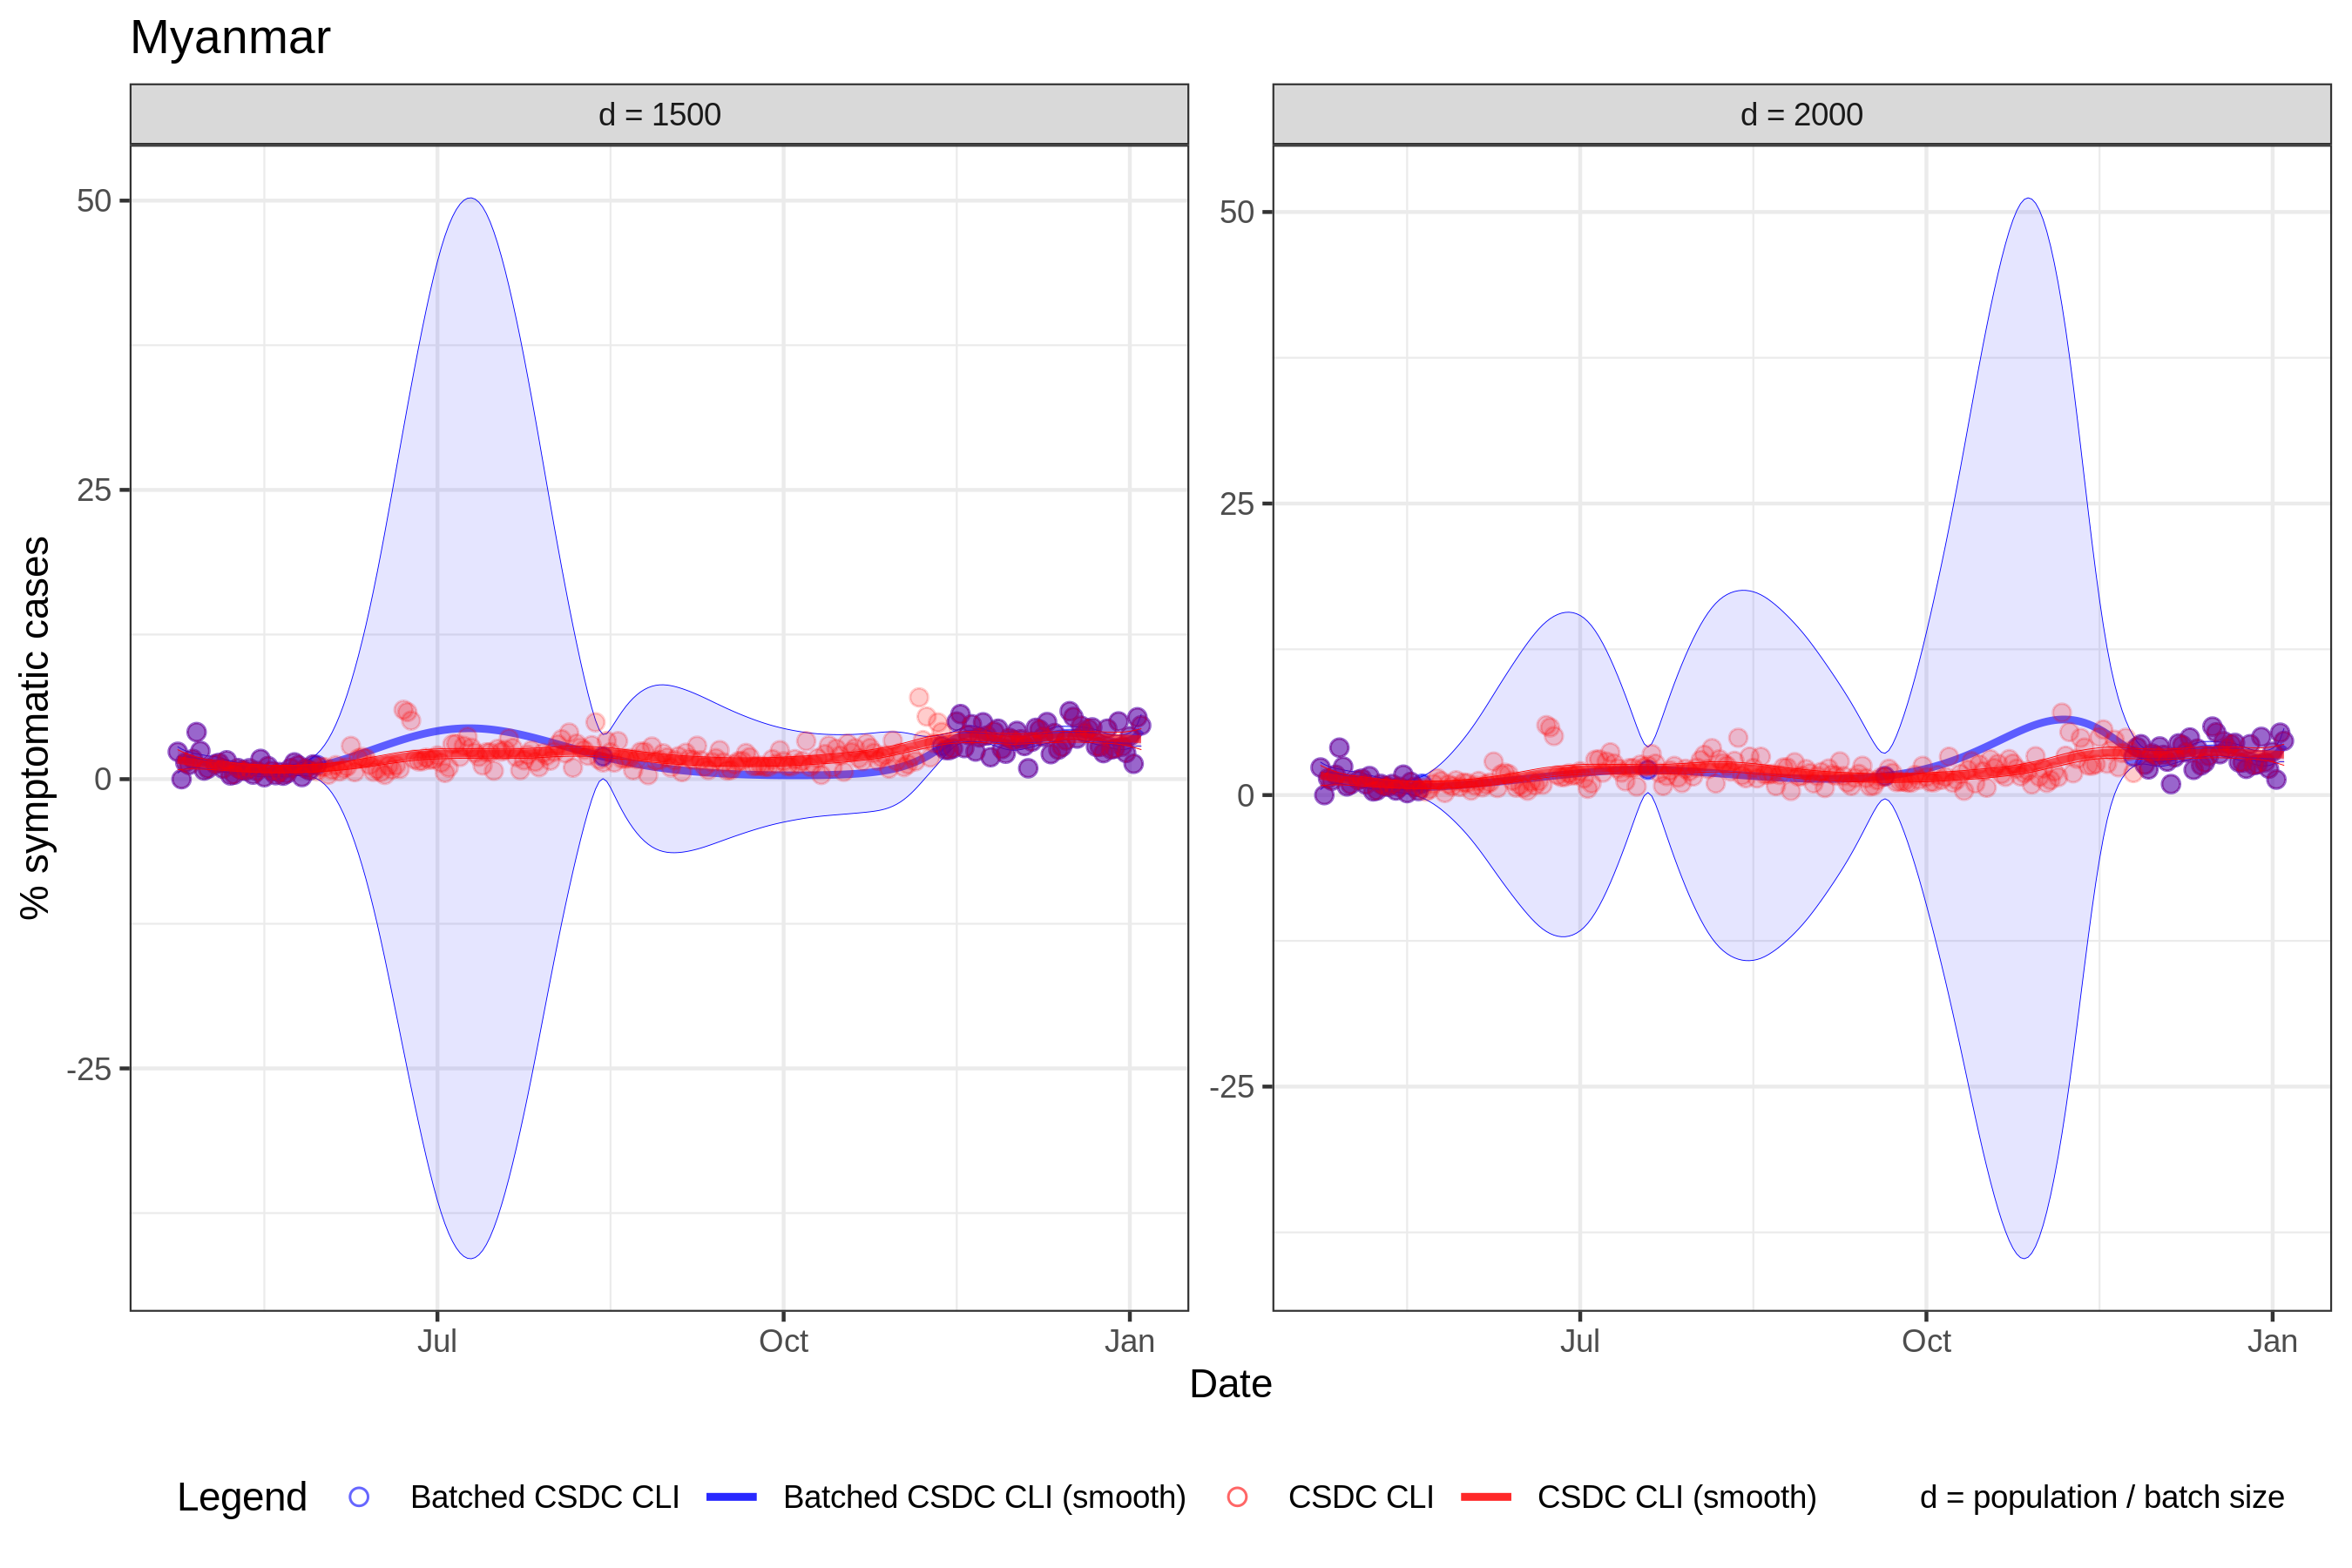 Myanmar
d = 1500
d = 2000
% symptomatic cases
50
25
0
-25
50
25
0
-25
Jul
Oct
Jan
Jul
Oct
Jan
Date
Legend
Batched CSDC CLI
Batched CSDC CLI (smooth)
CSDC CLI
CSDC CLI (smooth)
d = population / batch size